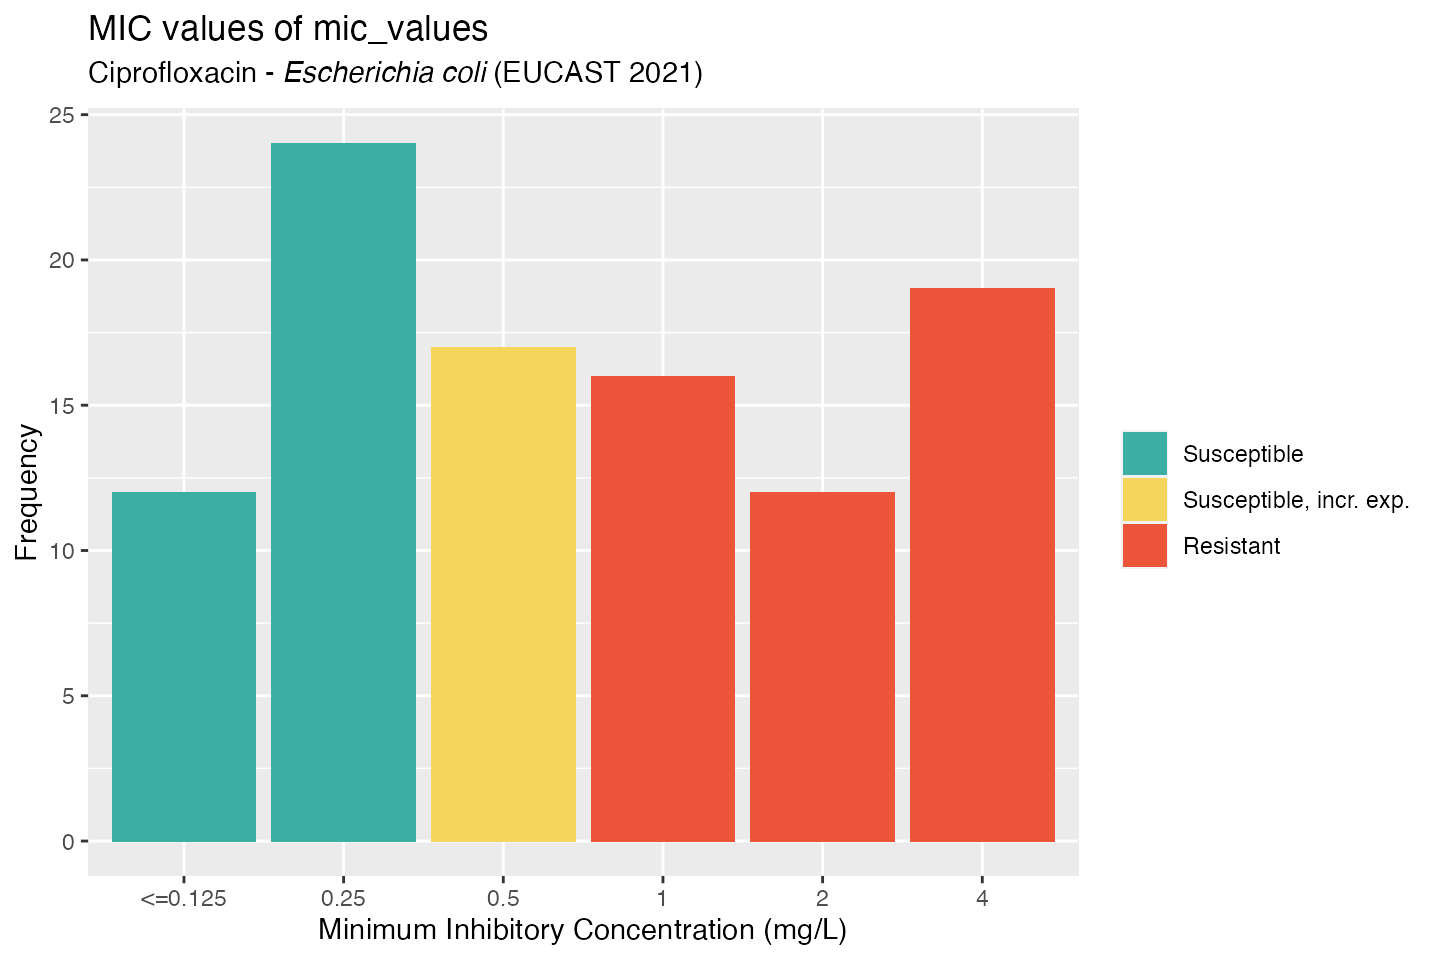 MIC values of mic_values
Ciprofloxacin - Escherichia coli (EUCAST 2021)
Frequency
25
20
15
10
5
0
<=0.125
0.25
0.5
1
2
4
Minimum Inhibitory Concentration (mg/L)
Susceptible
Susceptible, incr. exp.
Resistant